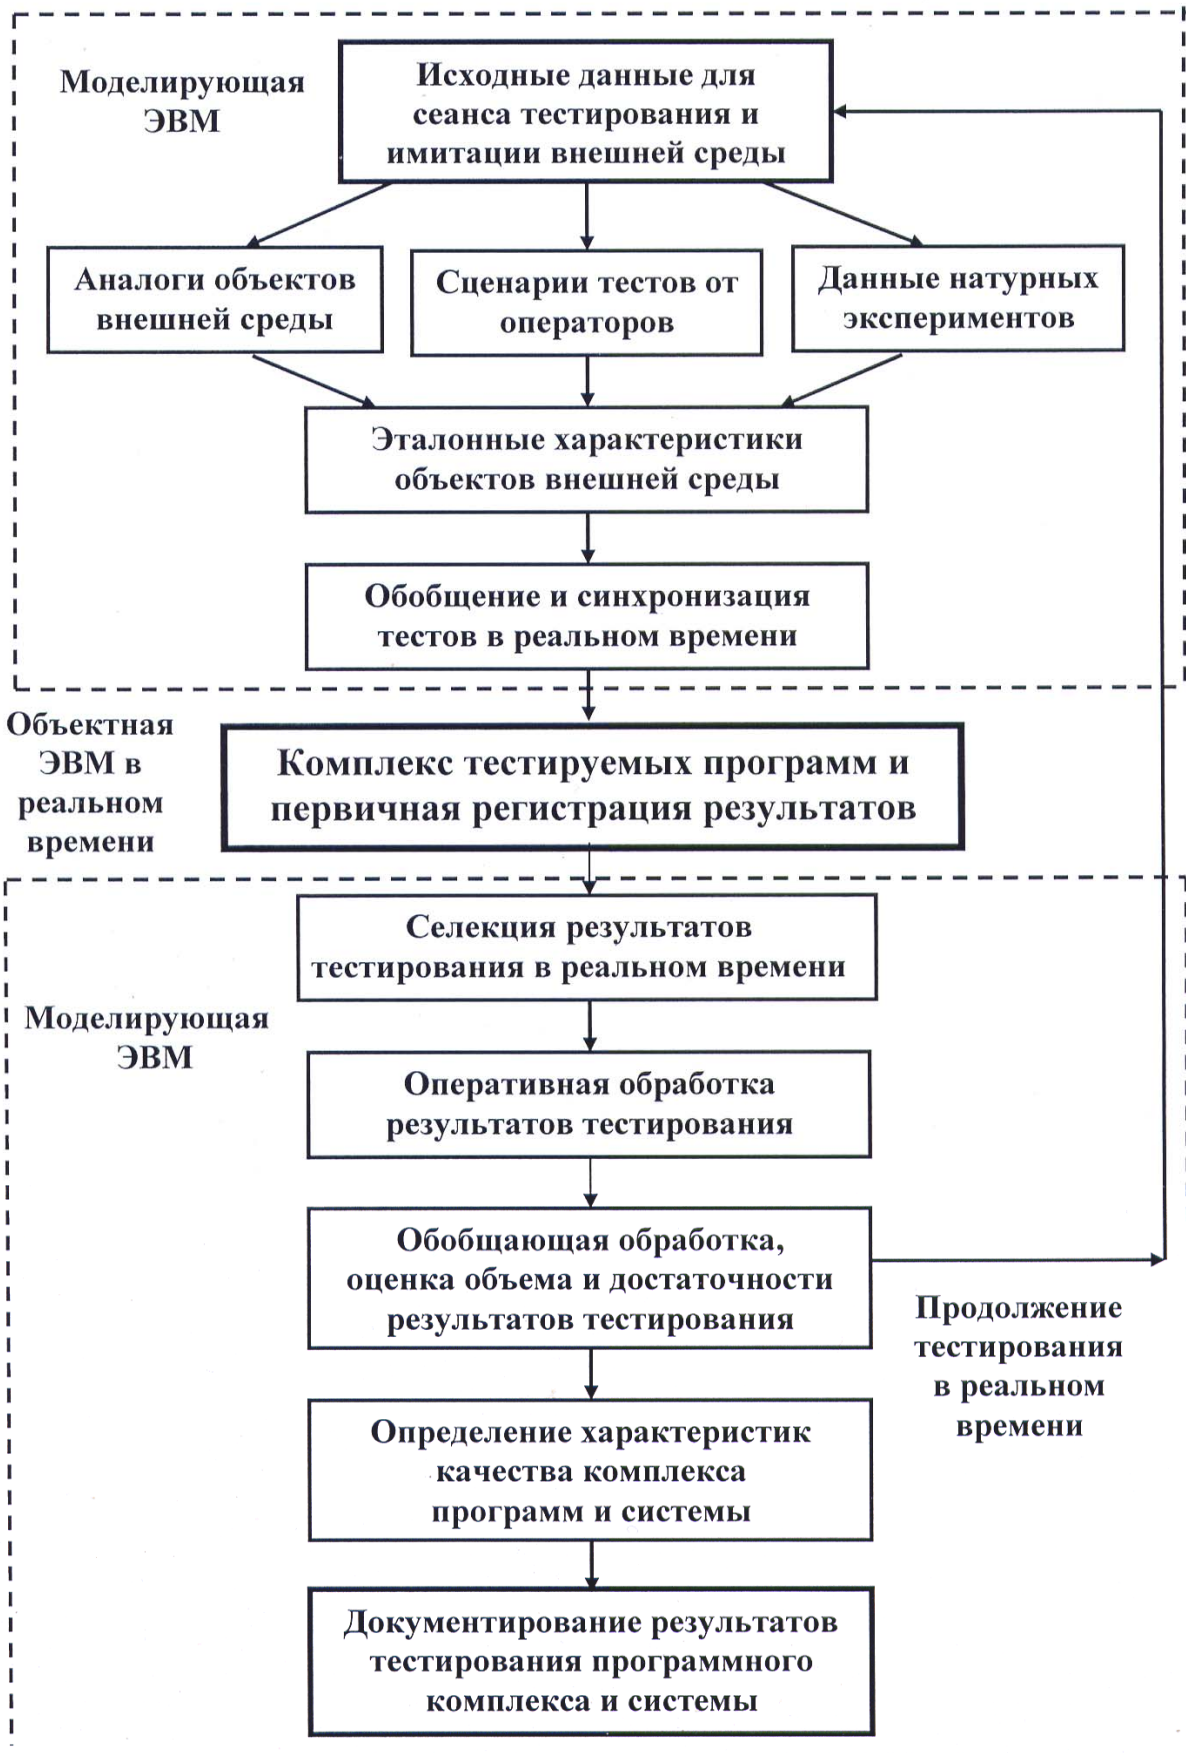 Моделирующая
ЭВМ
Исходные данные для
сеанса тестирования и
имитации внешней среды
Аналоги объектов
внешней среды
Сценарии тестов от
операторов
Данные натурных
экспериментов
Эталонные характеристики
объектов внешней среды
Обобщение и синхронизация
тестов в реальном времени
Объектная
ЭВМ в
реальном
времени
Комплекс тестируемых программ и
первичная регистрация результатов
Селекция результатов
тестирования в реальном времени
Моделирующая
ЭВМ
Оперативная обработка
результатов тестирования
Обобщающая обработка,
оценка объема и достаточности
результатов тестирования
Продолжение
тестирования
в реальном
времени
Определение характеристик
качества комплекса
программ и системы
Документирование результатов
тестирования программного
комплекса и системы